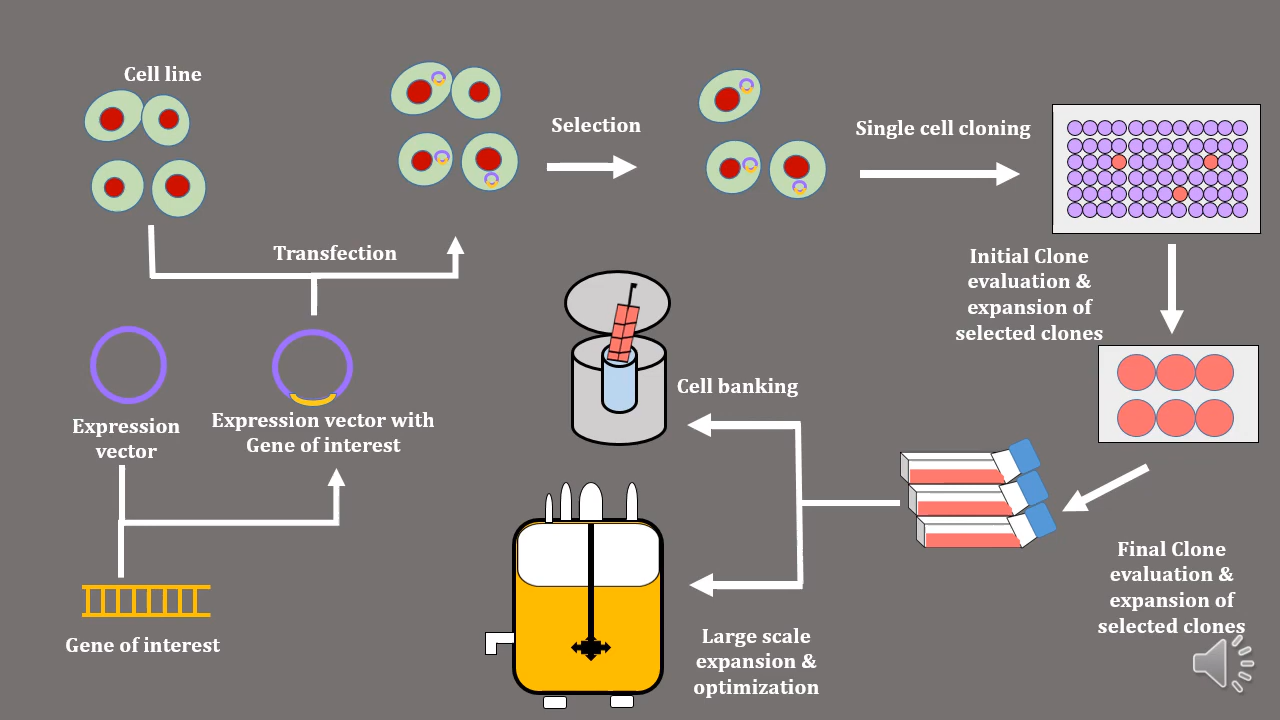 Cell line
Selection
Single cell cloning
Transfection
Initial Clone
evaluation &
expansion of
selected clones
Expression
vector
Expression vector with
Gene of interest
Cell banking
Gene of interest
Final Clone
evaluation &
expansion of
selected clones
Large scale
expansion &
optimization